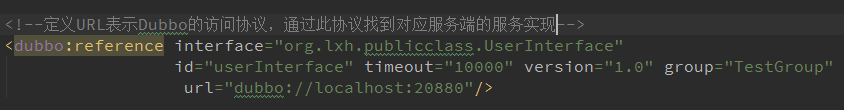 <!--定义URL表示Dubbo的访问协议，通过此协议找到对应服务端的服务实现-->
<dubbo:reference interface="org.lxh.publicclass.UserInterface"
id="userInterface" timeout="10000" version="1.0" group="TestGroup"
url="dubbo://localhost:20880"/>